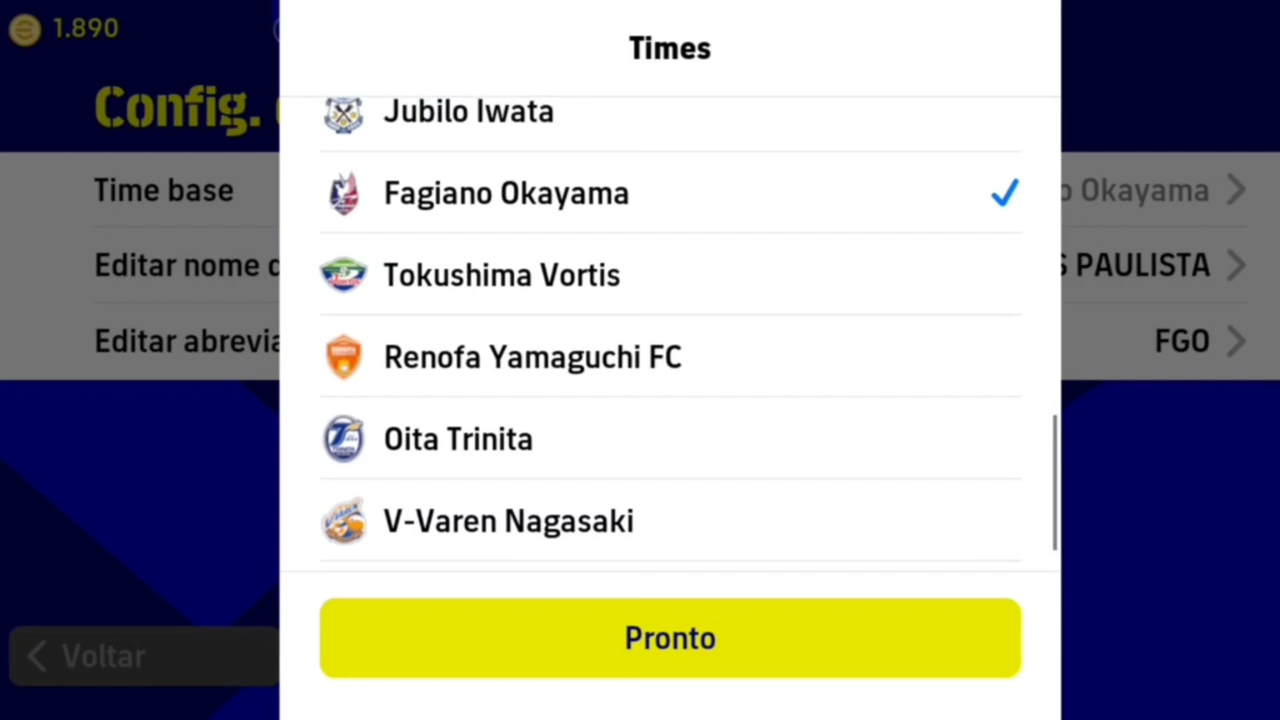 1.890
Times
Config.
Jubilo Iwata
Time base
Fagiano Okayama
Okayama
Editar nome
Tokushima Vortis
PAULISTA
Editar
Renofa Yamaguchi FC
FGO
Oita Trinita
V-Varen Nagasaki
Pronto
Voltar